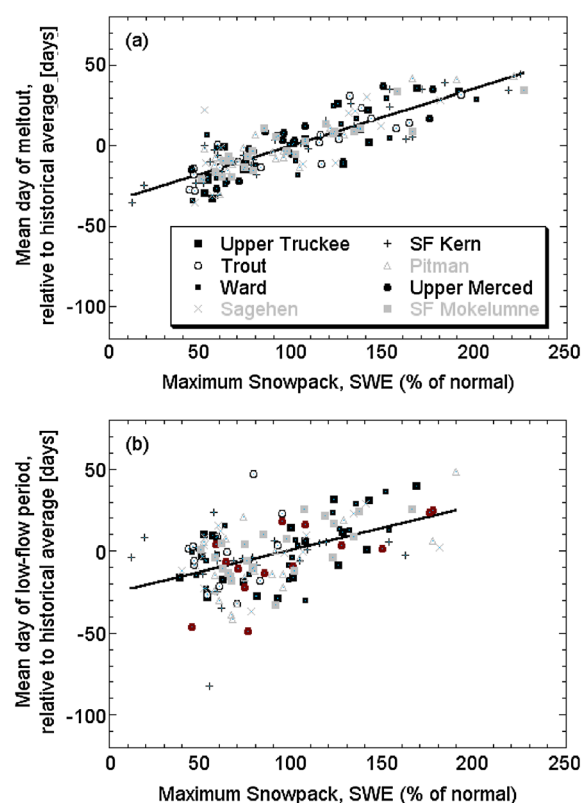 (a)
Mean day of meltout,
relative to historical average [days]
50
0
-50
-100
Upper Truckee
Trout
Ward
Sagehen
SF Kern
Pitman
Upper Merced
SF Mokelumne
0 50 100 150 200 250
Maximum Snowpack, SWE (% of normal)
(b)
Mean day of low-flow period,
relative to historical average [days]
50
0
-50
-100
0 50 100 150 200 250
Maximum Snowpack, SWE (% of normal)